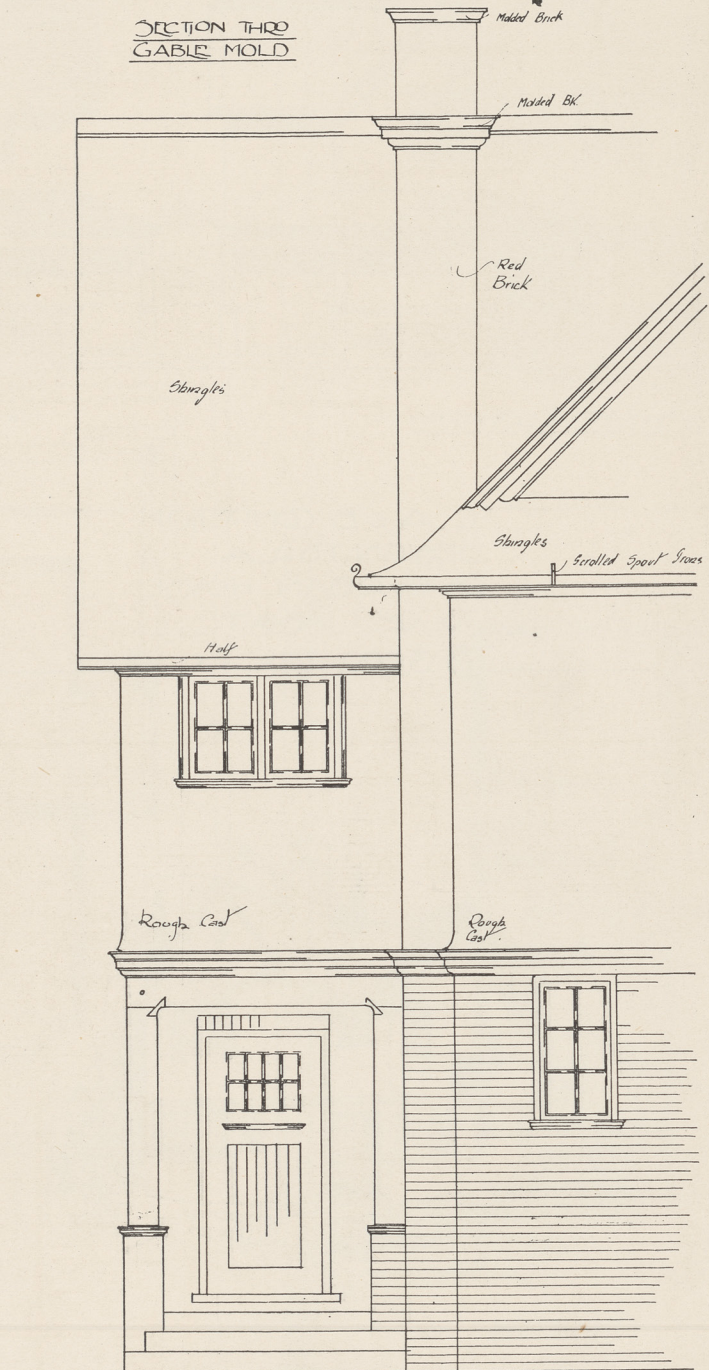 SECTION THRO
GABLE MOLD
Molded Brick
Molded BK.
Red
Brick
Shingles
Shingles
Scrolled Spout Irons
Half
Rough Cast
Rough
Cast